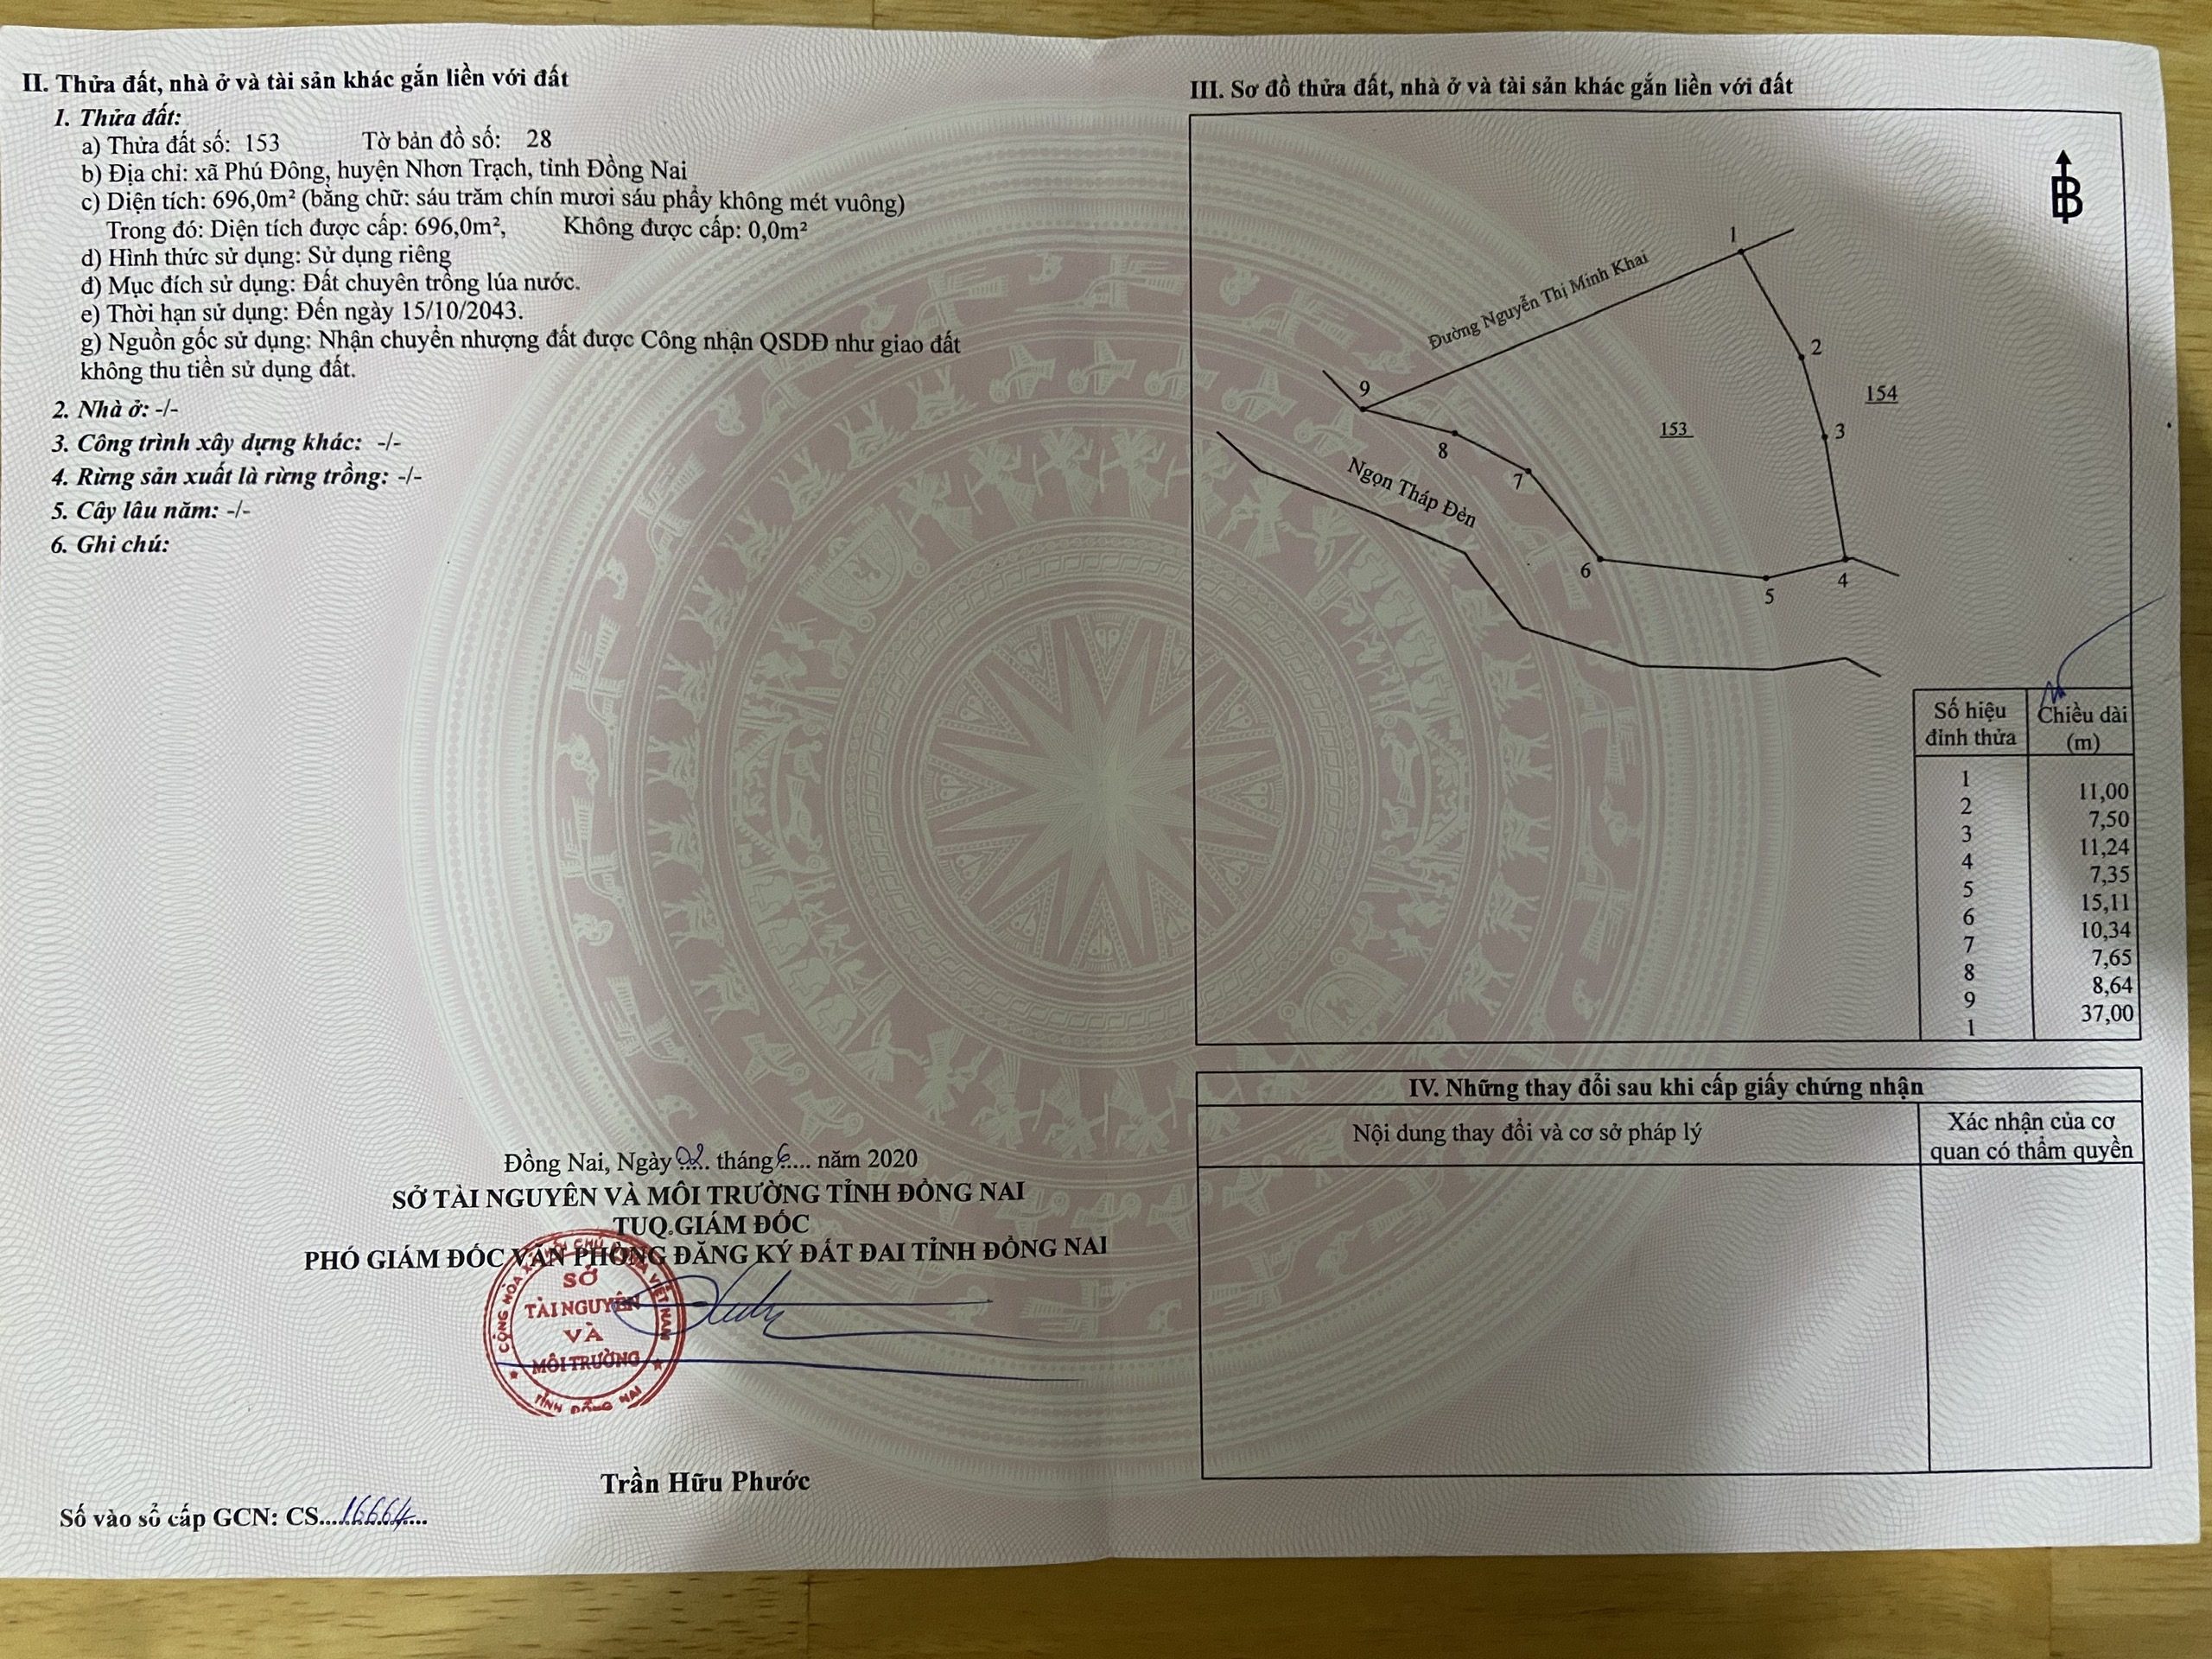 II. Thửa đất, nhà ở và tài sản khác gắn liền với đất
1. Thửa đất:
a) Thửa đất số: 153 Tờ bản đồ số: 28
b) Địa chỉ: xã Phú Đông, huyện Nhơn Trạch, tỉnh Đồng Nai
c) Diện tích: 696,0m² (bằng chữ: sáu trăm chín mươi sáu phẩy không mét vuông)
Trong đó: Diện tích được cấp: 696,0m², Không được cấp: 0,0m²
d) Hình thức sử dụng: Sử dụng riêng
đ) Mục đích sử dụng: Đất chuyên trồng lúa nước.
e) Thời hạn sử dụng: Đến ngày 15/10/2043.
g) Nguồn gốc sử dụng: Nhận chuyển nhượng đất được Công nhận QSDĐ như giao đất
không thu tiền sử dụng đất.
2. Nhà ở: -/-
3. Công trình xây dựng khác: -/-
4. Rừng sản xuất là rừng trồng: -/-
5. Cây lâu năm: -/-
6. Ghi chú:
Đồng Nai, Ngày 02 tháng 6 năm 2020
SỞ TÀI NGUYÊN VÀ MÔI TRƯỜNG TỈNH ĐỒNG NAI
TUQ.GIÁM ĐỐC
PHÓ GIÁM ĐỐC VĂN PHÒNG ĐĂNG KÝ ĐẤT ĐAI TỈNH ĐỒNG NAI
SỞ
TÀI NGUYÊN
VÀ
MÔI TRƯỜNG
TỈNH ĐỒNG NAI
Trần Hữu Phước
Số vào sổ cấp GCN: CS....16664....
III. Sơ đồ thửa đất, nhà ở và tài sản khác gắn liền với đất
B
1
Đường Nguyễn Thị Minh Khai
2
9
154
153
3
8
7
Ngọn Tháp Đèn
6
4
5
Số hiệu đỉnh thửa Chiều dài (m)
1
11,00
2
7,50
3
11,24
4
7,35
5
15,11
6
10,34
7
7,65
8
8,64
9
37,00
1
IV. Những thay đổi sau khi cấp giấy chứng nhận
Nội dung thay đổi và cơ sở pháp lý
Xác nhận của cơ
quan có thẩm quyền